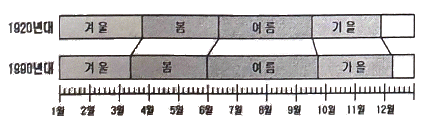 1920년대 겨울 봄 여름 가을
1990년대 겨울 봄 여름 가을
1월 2월 3월 4월 5월 6월 7월 8월 9월 10월 11월 12월